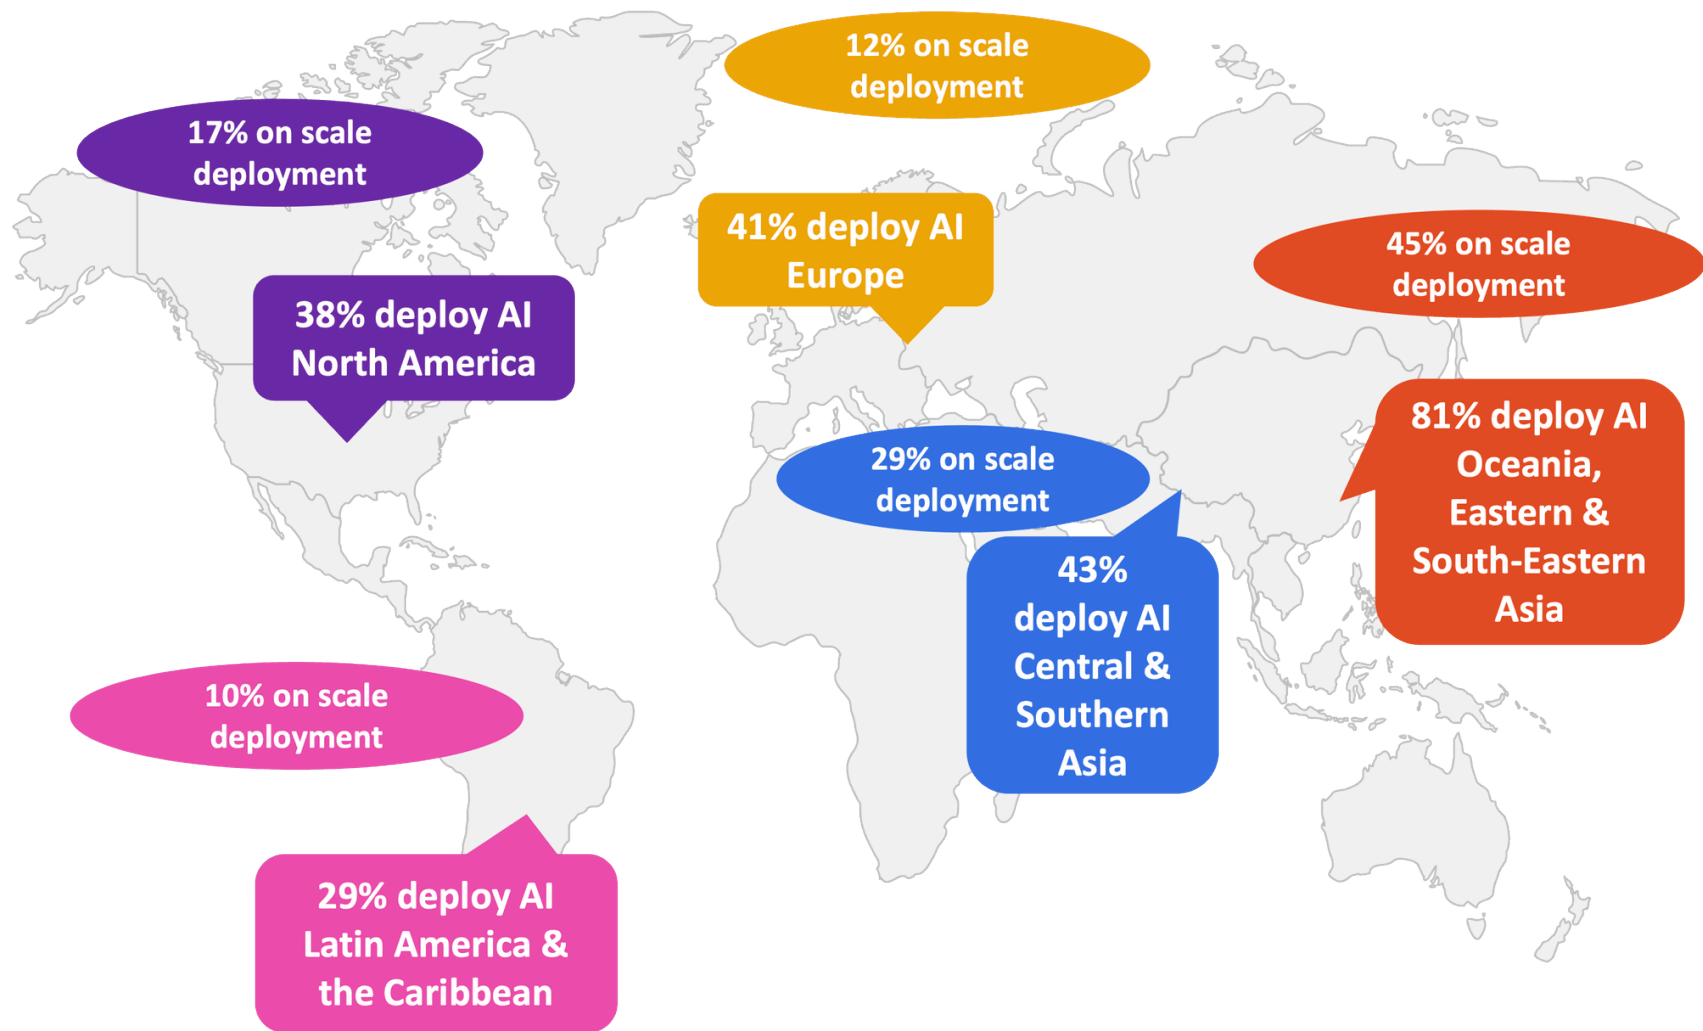 12% on scale
deployment
17% on scale
deployment
41% deploy AI
Europe
45% on scale
deployment
38% deploy AI
North America
81% deploy AI
Oceania,
Eastern &
South-Eastern
Asia
29% on scale
deployment
43%
deploy AI
Central &
Southern
Asia
10% on scale
deployment
29% deploy AI
Latin America &
the Caribbean